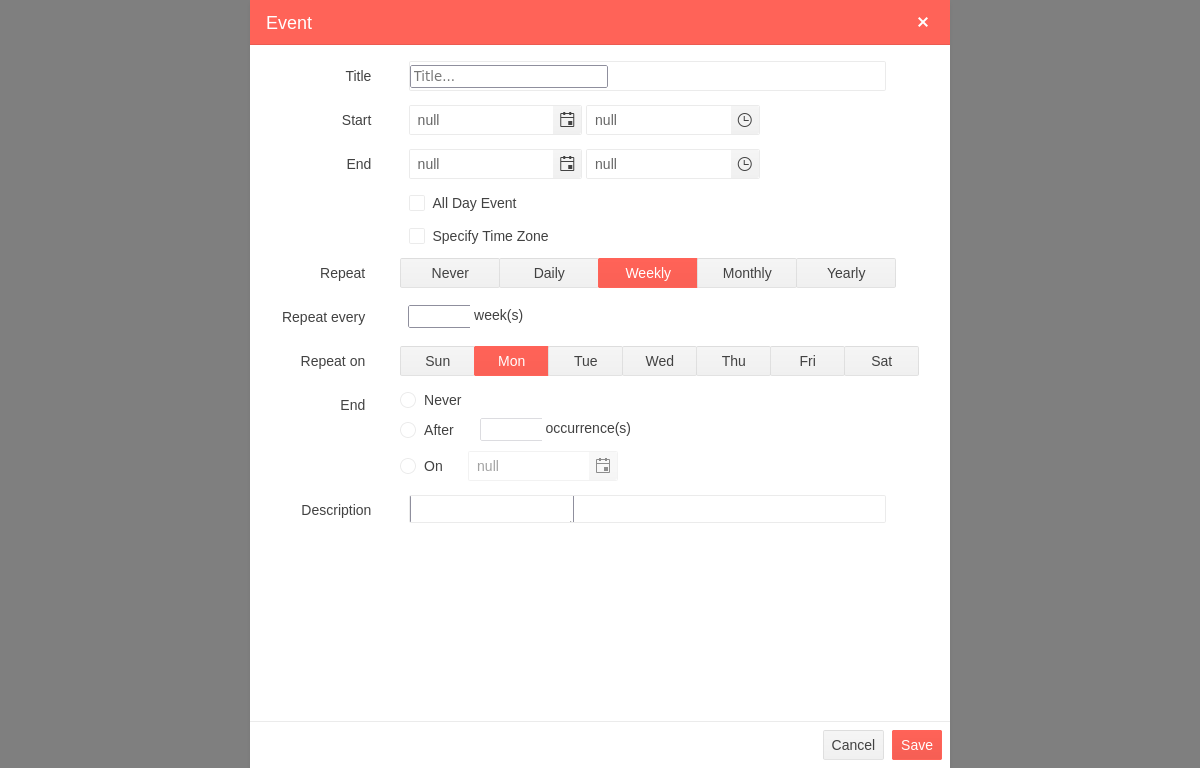 Event
Title
Title...
Start
null
null
End
null
null
All Day Event
Specify Time Zone
Repeat
Never
Daily
Weekly
Monthly
Yearly
Repeat every
week(s)
Repeat on
Sun
Mon
Tue
Wed
Thu
Fri
Sat
End
Never
After
occurrence(s)
On
null
Description
Cancel
Save